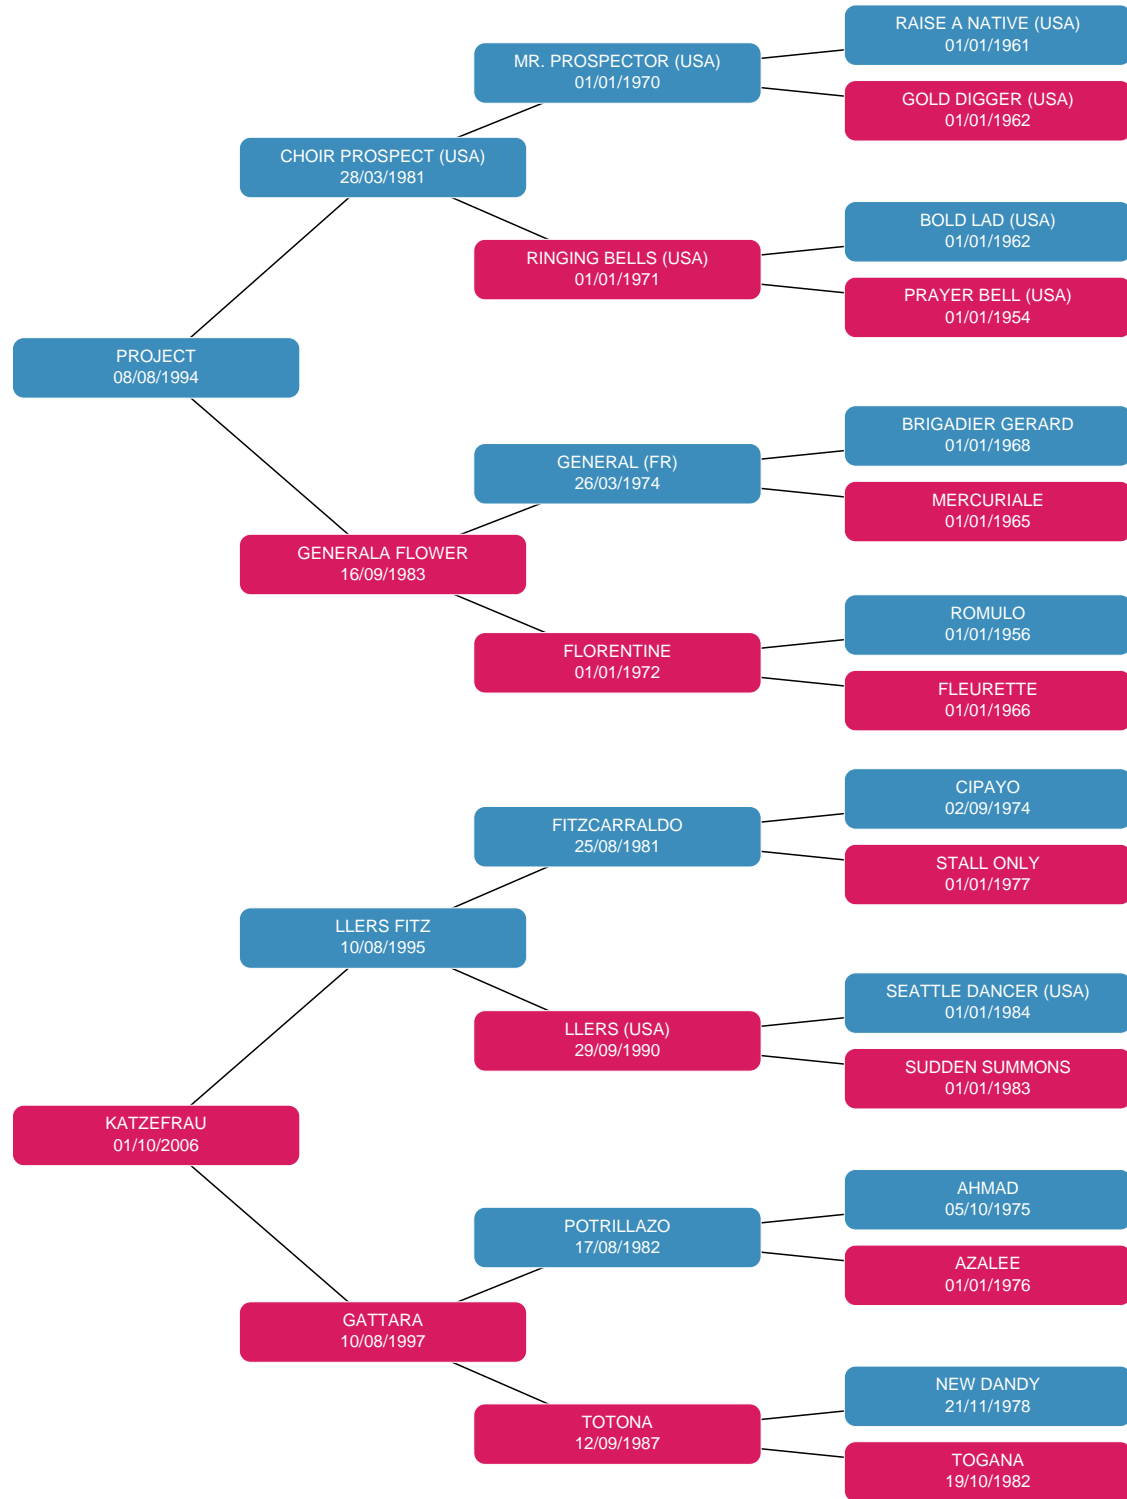 RAISE A NATIVE (USA)
01/01/1961
MR. PROSPECTOR (USA)
01/01/1970
GOLD DIGGER (USA)
01/01/1962
CHOIR PROSPECT (USA)
28/03/1981
BOLD LAD (USA)
01/01/1962
RINGING BELLS (USA)
01/01/1971
PRAYER BELL (USA)
01/01/1954
PROJECT
08/08/1994
BRIGADIER GERARD
01/01/1968
GENERAL (FR)
26/03/1974
MERCURIALE
01/01/1965
GENERALA FLOWER
16/09/1983
ROMULO
01/01/1956
FLORENTINE
01/01/1972
FLEURETTE
01/01/1966
CIPAYO
02/09/1974
FITZCARRALDO
25/08/1981
STALL ONLY
01/01/1977
LLERS FITZ
10/08/1995
SEATTLE DANCER (USA)
01/01/1984
LLERS (USA)
29/09/1990
SUDDEN SUMMONS
01/01/1983
KATZEFRAU
01/10/2006
AHMAD
05/10/1975
POTRILLAZO
17/08/1982
AZALEE
01/01/1976
GATTARA
10/08/1997
NEW DANDY
21/11/1978
TOTONA
12/09/1987
TOGANA
19/10/1982